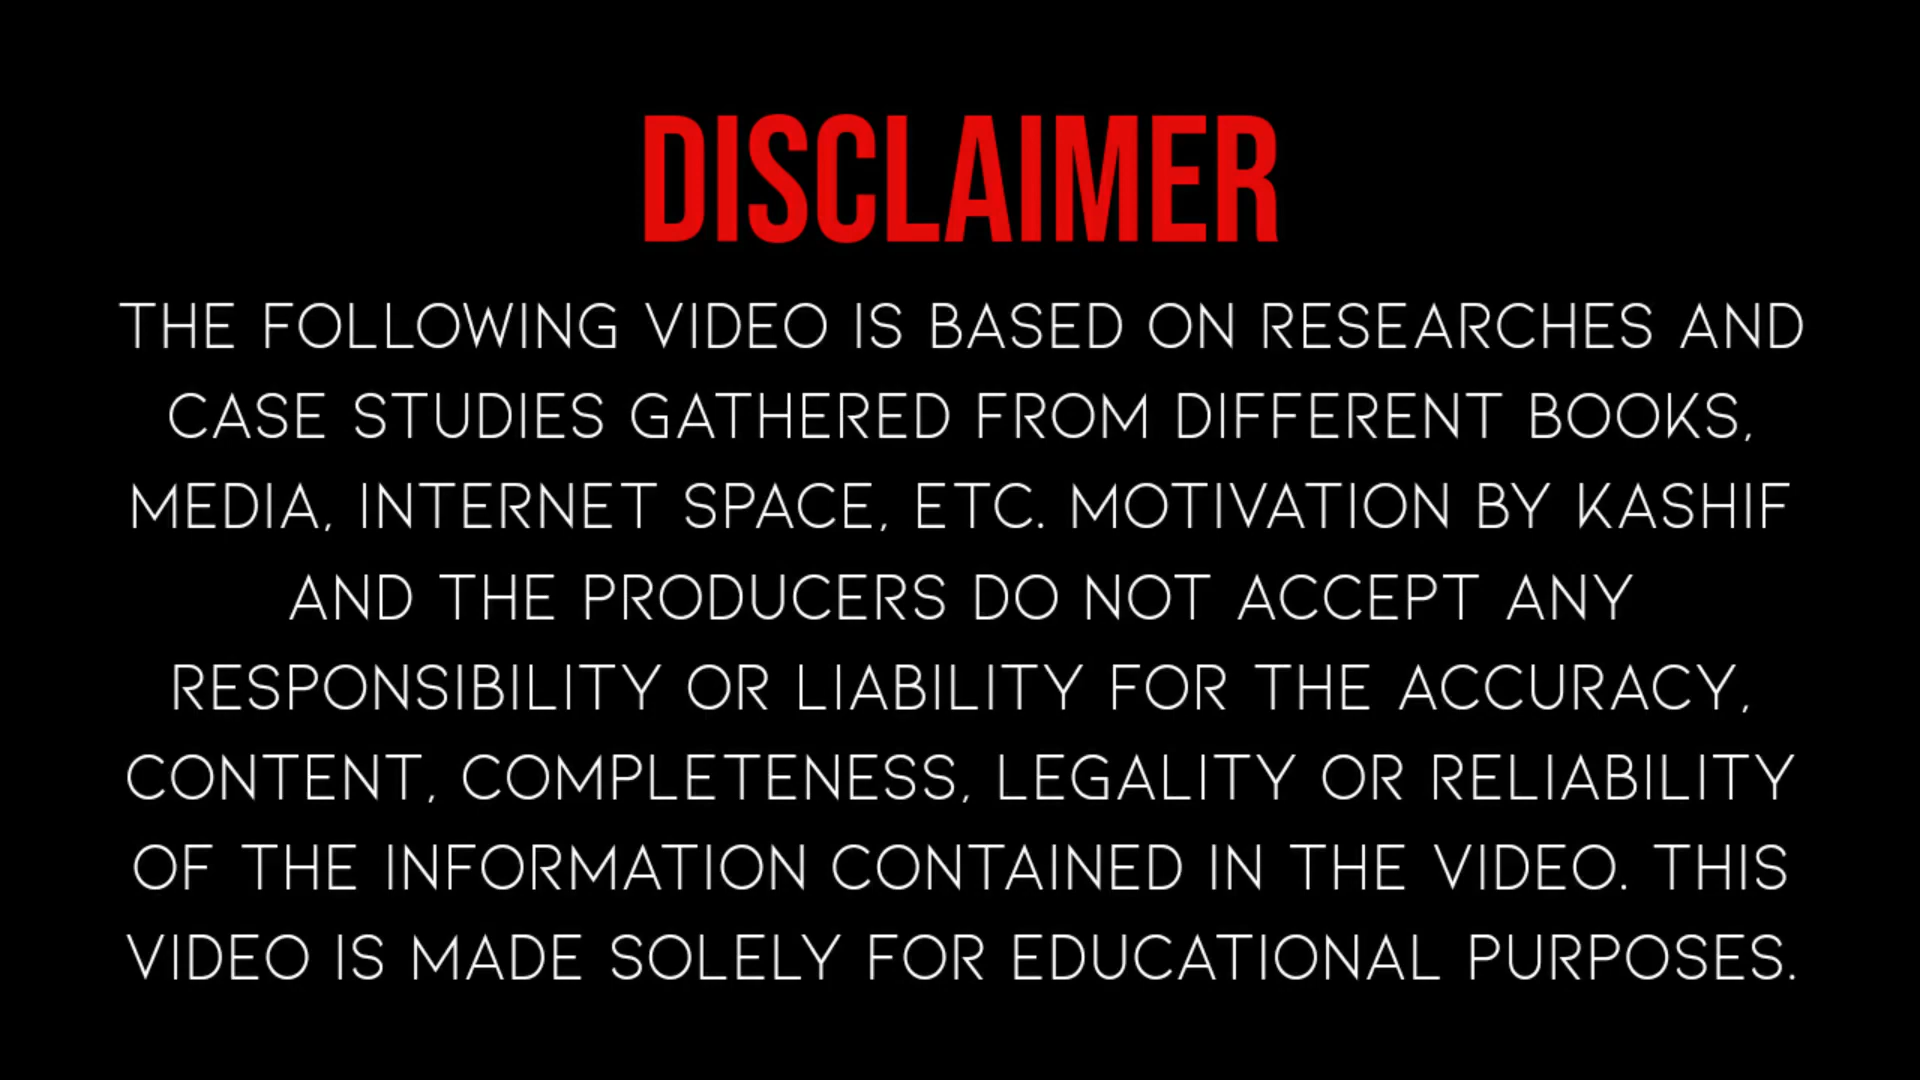 DISCLAIMER
THE FOLLOWING VIDEO IS BASED ON RESEARCHES AND
CASE STUDIES GATHERED FROM DIFFERENT BOOKS,
MEDIA, INTERNET SPACE, ETC. MOTIVATION BY KASHIF
AND THE PRODUCERS DO NOT ACCEPT ANY
RESPONSIBILITY OR LIABILITY FOR THE ACCURACY,
CONTENT, COMPLETENESS, LEGALITY OR RELIABILITY
OF THE INFORMATION CONTAINED IN THE VIDEO. THIS
VIDEO IS MADE SOLELY FOR EDUCATIONAL PURPOSES.